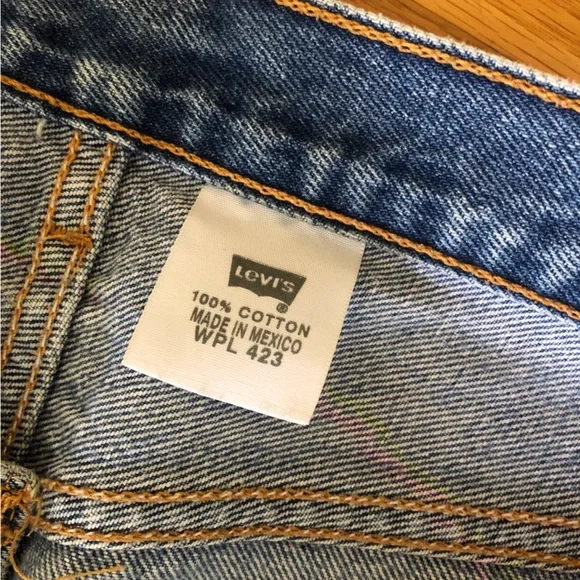 Levi's
®
100% COTTON
MADE IN MEXICO
WPL 423